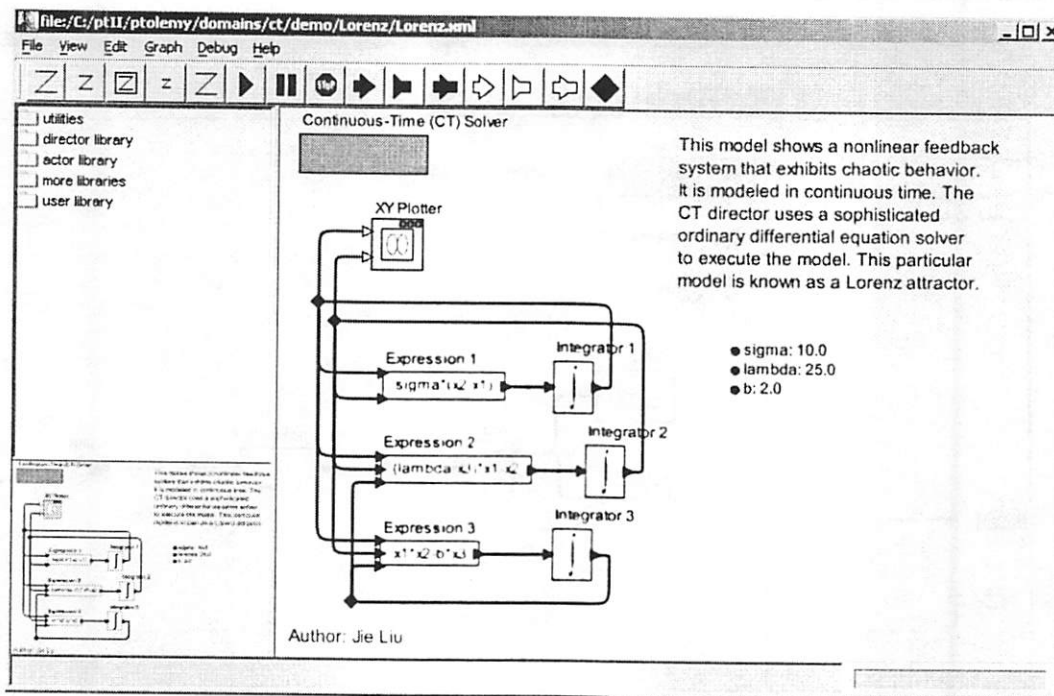 file:/C:/ptII/ptolemy/domains/ct/demo/Lorenz/Lorenz.xml
File View Edit Graph Debug Help
utilities
director library
actor library
more libraries
user library
Continuous-Time (CT) Solver
This model shows a nonlinear feedback
system that exhibits chaotic behavior.
It is modeled in continuous time. The
CT director uses a sophisticated
ordinary differential equation solver
to execute the model. This particular
model is known as a Lorenz attractor.
XY Plotter
sigma: 10.0
lambda: 25.0
b: 2.0
Expression 1
sigma*(x2-x1)
Integrator 1
Expression 2
(lambda-x3)*x1-x2
Integrator 2
Expression 3
x1*x2-b*x3
Integrator 3
Author: Jie Liu